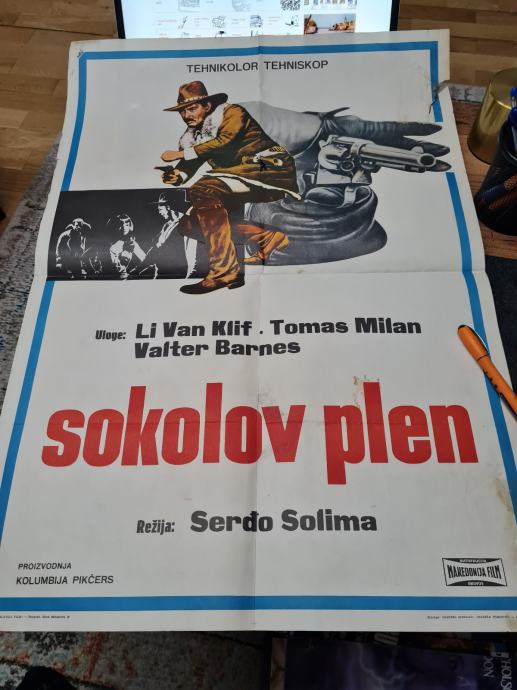 TEHNIKOLOR TEHNISKOP
Uloge: Li Van Klif . Tomas Milan
Valter Barnes
sokolov plen
Režija: Serđo Solima
PROIZVODNJA
KOLUMBIJA PIKČERS
MAKEDONIJA FILM